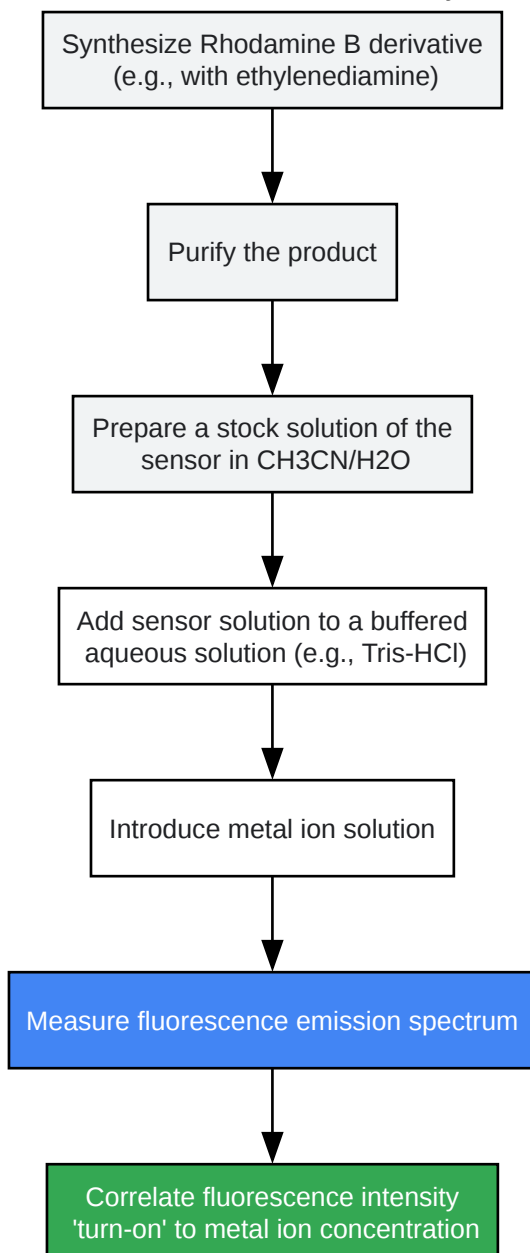 Synthesize Rhodamine B derivative
(e.g., with ethylenediamine)
Purify the product
Prepare a stock solution of the
sensor in CH3CN/H2O
Add sensor solution to a buffered
aqueous solution (e.g., Tris-HCl)
Introduce metal ion solution
Measure fluorescence emission spectrum
Correlate fluorescence intensity
'turn-on' to metal ion concentration